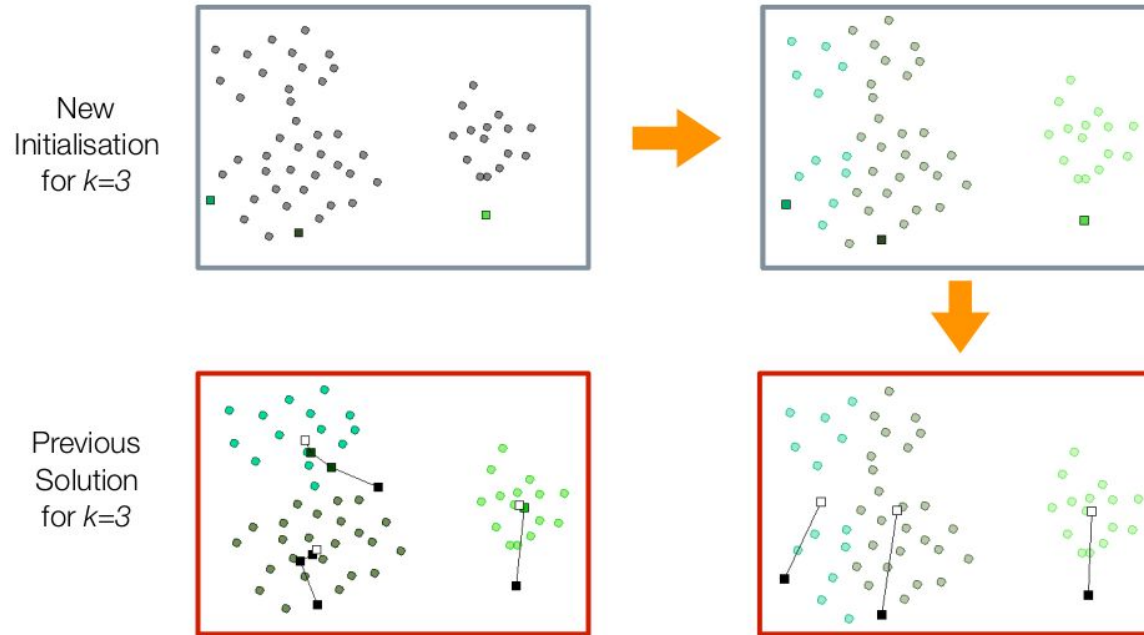 New
Initialisation
for k=3
Previous
Solution
for k=3